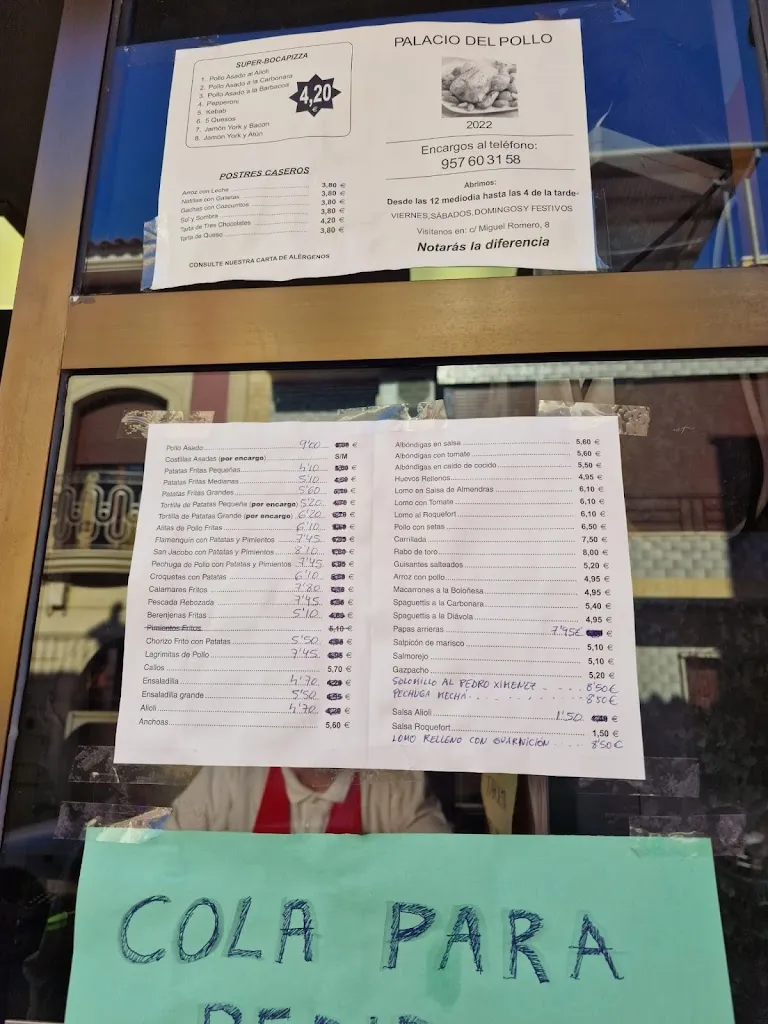 SUPER-BOCAPIZZA
1. Pollo Asado al Alioli
2. Pollo Asado a la Carbonara
3. Pollo Asado a la Barbacoa
4. Pepperoni
5. Kebab
6. 5 Quesos
7. Jamón York y Bacon
8. Jamón York y Atún
4,20 €
POSTRES CASEROS
Arroz con Leche 3,80 €
Natillas con Galletas 3,80 €
Gachas con Cuscurritos 3,80 €
Sol y Sombra 3,80 €
Tarta de Tres Chocolates 4,20 €
Tarta de Queso 3,80 €
CONSULTE NUESTRA CARTA DE ALÉRGENOS
PALACIO DEL POLLO
2022
Encargos al teléfono:
957 60 31 58
Abrimos:
Desde las 12 mediodia hasta las 4 de la tarde
VIERNES, SÁBADOS, DOMINGOS Y FESTIVOS
Visítanos en: c/ Miguel Romero, 8
Notarás la diferencia
Pollo Asado 9'00 €
Costillas Asadas (por encargo) S/M
Patatas Fritas Pequeñas 4'10 €
Patatas Fritas Medianas 5'10 €
Patatas Fritas Grandes 5'60 €
Tortilla de Patatas Pequeña (por encargo) 5'20 €
Tortilla de Patatas Grande (por encargo) 6'20 €
Alitas de Pollo Fritas 6'10 €
Flamenquín con Patatas y Pimientos 7'45 €
San Jacobo con Patatas y Pimientos 8'10 €
Pechuga de Pollo con Patatas y Pimientos 7'45 €
Croquetas con Patatas 6'10 €
Calamares Fritos 7'80 €
Pescada Rebozada 7'45 €
Berenjenas Fritas 5'10 €
Pimientos Fritos 5,10 €
Chorizo Frito con Patatas 5'50 €
Lagrimitas de Pollo 7'45 €
Callos 5,70 €
Ensaladilla 4'70 €
Ensaladilla grande 5'50 €
Alioli 4'70 €
Anchoas 5,60 €
Albóndigas en salsa 5,60 €
Albóndigas con tomate 5,60 €
Albóndigas en caldo de cocido 5,50 €
Huevos Rellenos 4,95 €
Lomo en Salsa de Almendras 6,10 €
Lomo con Tomate 6,10 €
Lomo al Roquefort 6,10 €
Pollo con setas 6,50 €
Carrillada 7,50 €
Rabo de toro 8,00 €
Guisantes salteados 5,20 €
Arroz con pollo 4,95 €
Macarrones a la Boloñesa 4,95 €
Spaguettis a la Carbonara 5,40 €
Spaguettis a la Diávola 4,95 €
Papas arrieras 7'95€ €
Salpicón de marisco 5,10 €
Salmorejo 5,10 €
Gazpacho 5,20 €
SOLOMILLO AL PEDRO XIMENEZ 8'50€
PECHUGA MECHA 8'50€
Salsa Alioli 1'50 €
Salsa Roquefort 1,50 €
LOMO RELLENO CON GUARNICIÓN 8'50€
COLA PARA